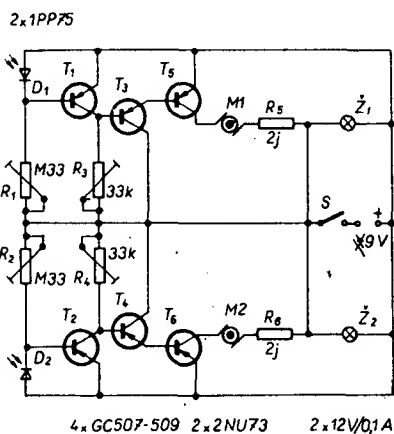 2x1PP75
D₁
T₁
T₃
T₅
M1
R₅
2j
Ž₁
R₁
M33
R₃
33k
S
+
9V
R₂
M33
R₄
33k
D₂
T₂
T₄
T₆
M2
R₆
2j
Ž₂
4x GC507-509 2x2NU73 2x12V/0,1A